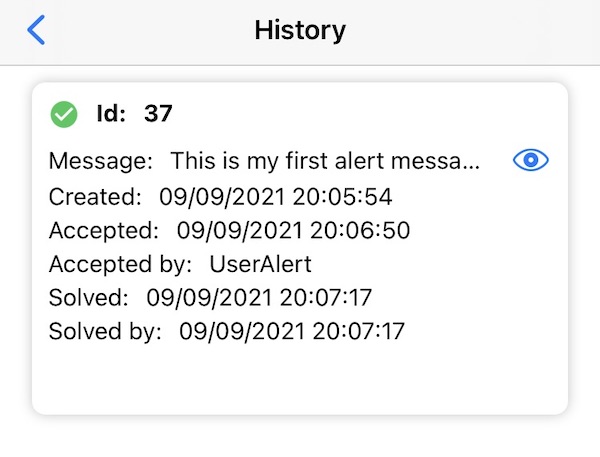 History
Id: 37
Message: This is my first alert messa...
Created: 09/09/2021 20:05:54
Accepted: 09/09/2021 20:06:50
Accepted by: UserAlert
Solved: 09/09/2021 20:07:17
Solved by: 09/09/2021 20:07:17